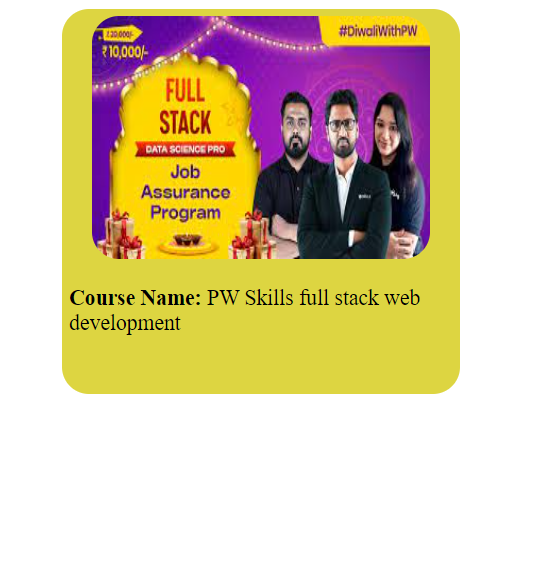 ₹20,000/-
₹10,000/-
#DiwaliWithPW
FULL
STACK
DATA SCIENCE PRO
Job
Assurance
Program
Course Name: PW Skills full stack web
development